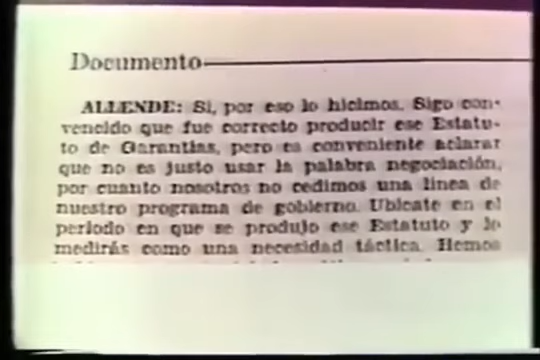 Documento
ALLENDE: Si, por eso lo hicimos. Sigo con-
vencido que fue correcto producir ese Estatu-
to de Garantías, pero es conveniente aclarar
que no es justo usar la palabra negociación,
por cuanto nosotros no cedimos una línea de
nuestro programa de gobierno. Ubícate en el
período en que se produjo ese Estatuto y lo
medirás como una necesidad táctica. Hemos